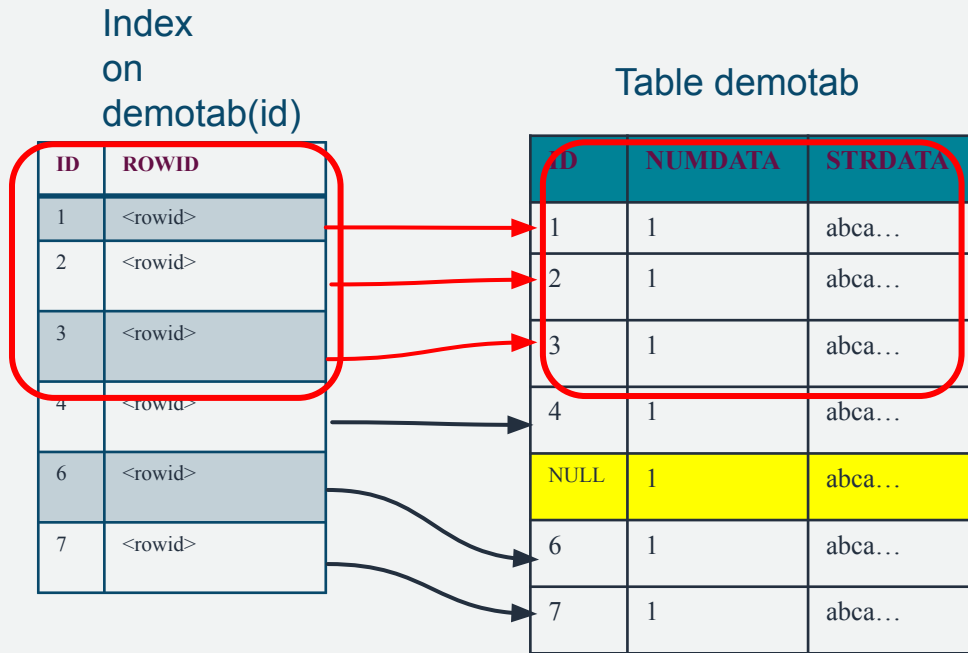 Index
on
demotab(id)
Table demotab
ID ROWID
1 <rowid>
2 <rowid>
3 <rowid>
4 <rowid>
6 <rowid>
7 <rowid>
ID NUMDATA STRDATA
1 1 abca…
2 1 abca…
3 1 abca…
4 1 abca…
NULL 1 abca…
6 1 abca…
7 1 abca…